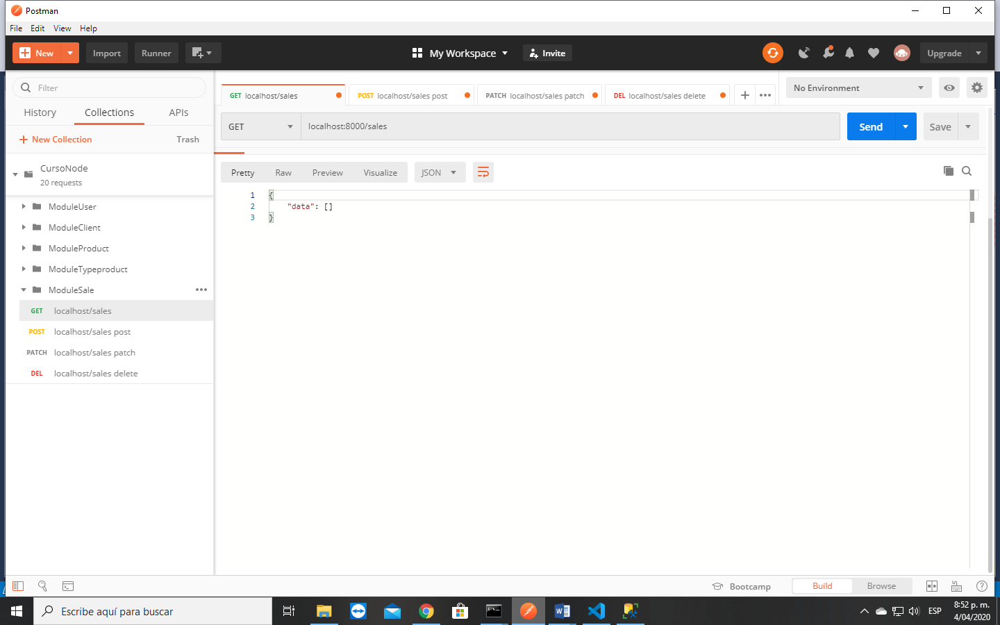 Postman
File Edit View Help
New Import Runner My Workspace Invite Upgrade
Filter
History Collections APIs
New Collection Trash
CursoNode
20 requests
ModuleUser
ModuleClient
ModuleProduct
ModuleTypeproduct
ModuleSale
GET localhost/sales
POST localhost/sales post
PATCH localhost/sales patch
DEL localhost/sales delete
GET localhost/sales POST localhost/sales post PATCH localhost/sales patch DEL localhost/sales delete No Environment
GET localhost:8000/sales Send Save
Pretty Raw Preview Visualize JSON
1 {
2 "data": []
3 }
Bootcamp Build Browse
Escribe aquí para buscar
ESP
8:52 p. m.
4/04/2020